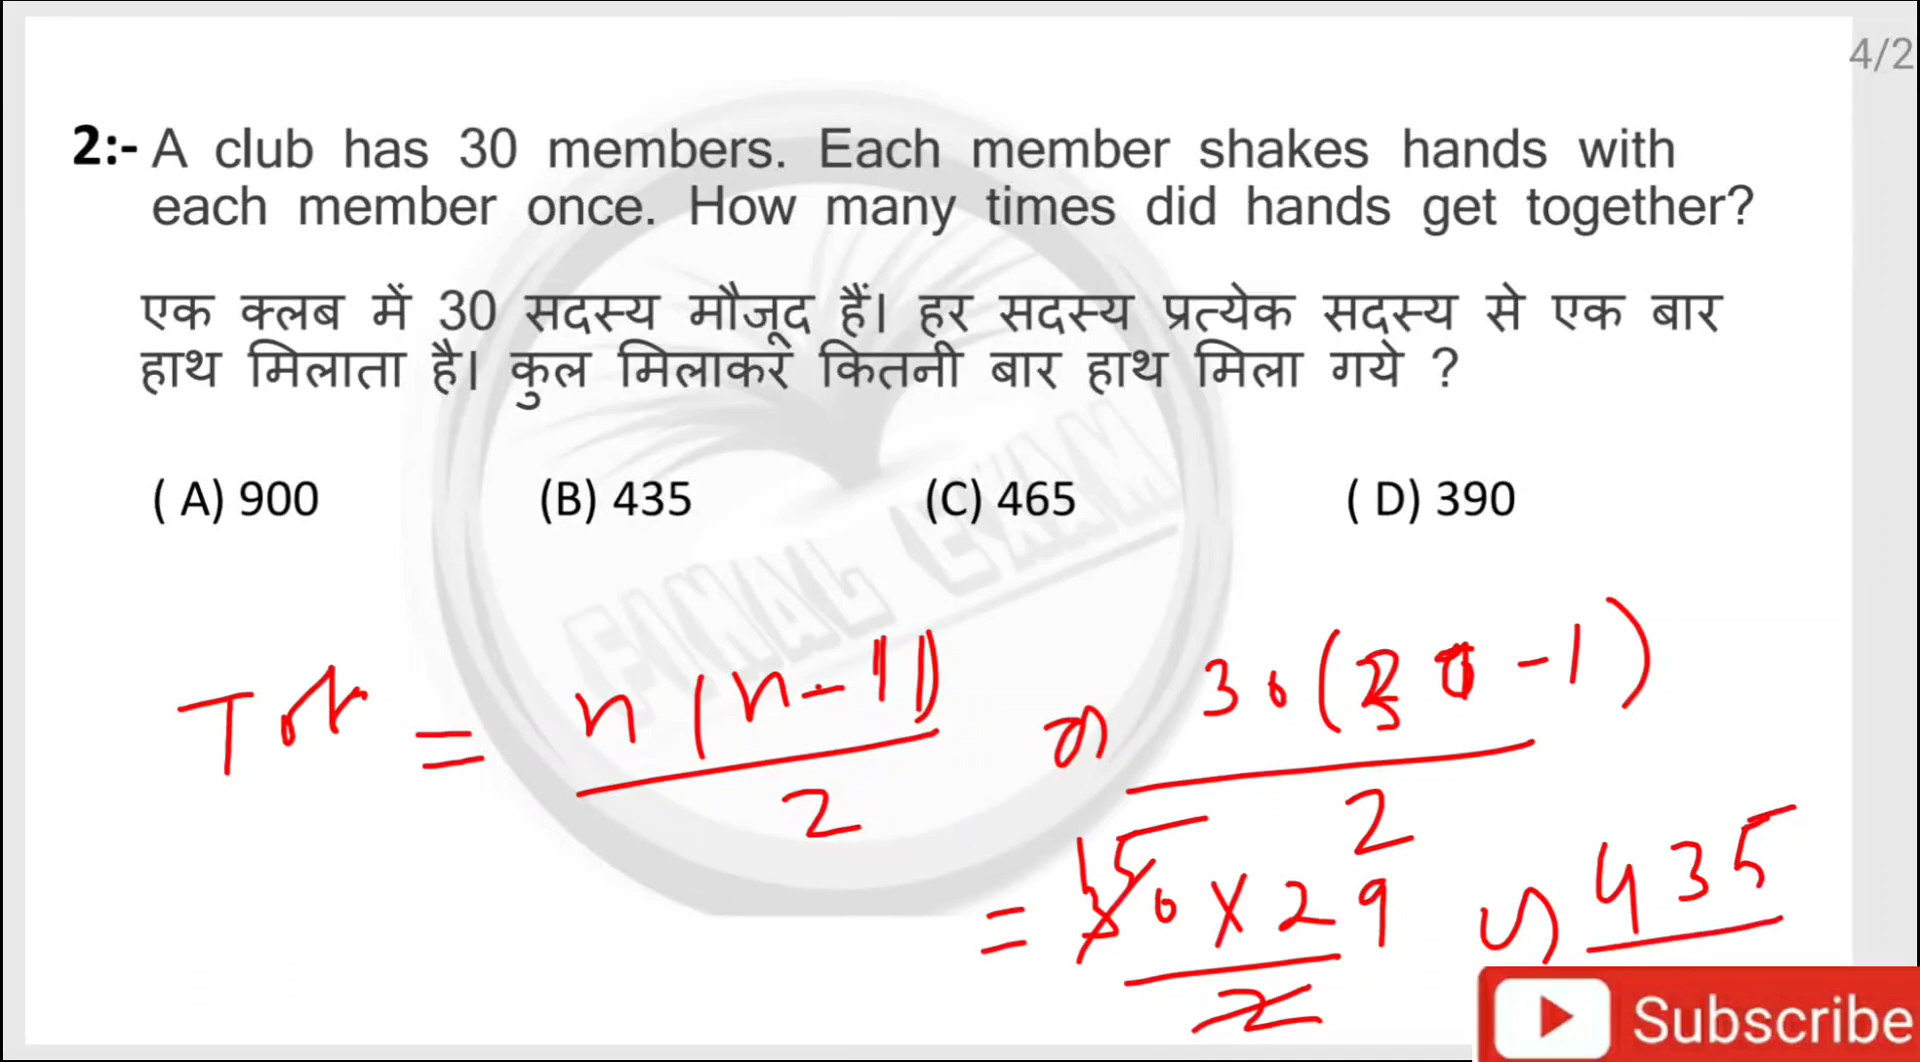 4/2
2:- A club has 30 members. Each member shakes hands with
each member once. How many times did hands get together?
एक क्लब में 30 सदस्य मौजूद हैं। हर सदस्य प्रत्येक सदस्य से एक बार
हाथ मिलाता है। कुल मिलाकर कितनी बार हाथ मिला गये ?
( A) 900 (B) 435 (C) 465 ( D) 390
FINAL EXAM
= n(n-1) 30(30-1)
2 2
= 30 X 29 435
2
Subscribe